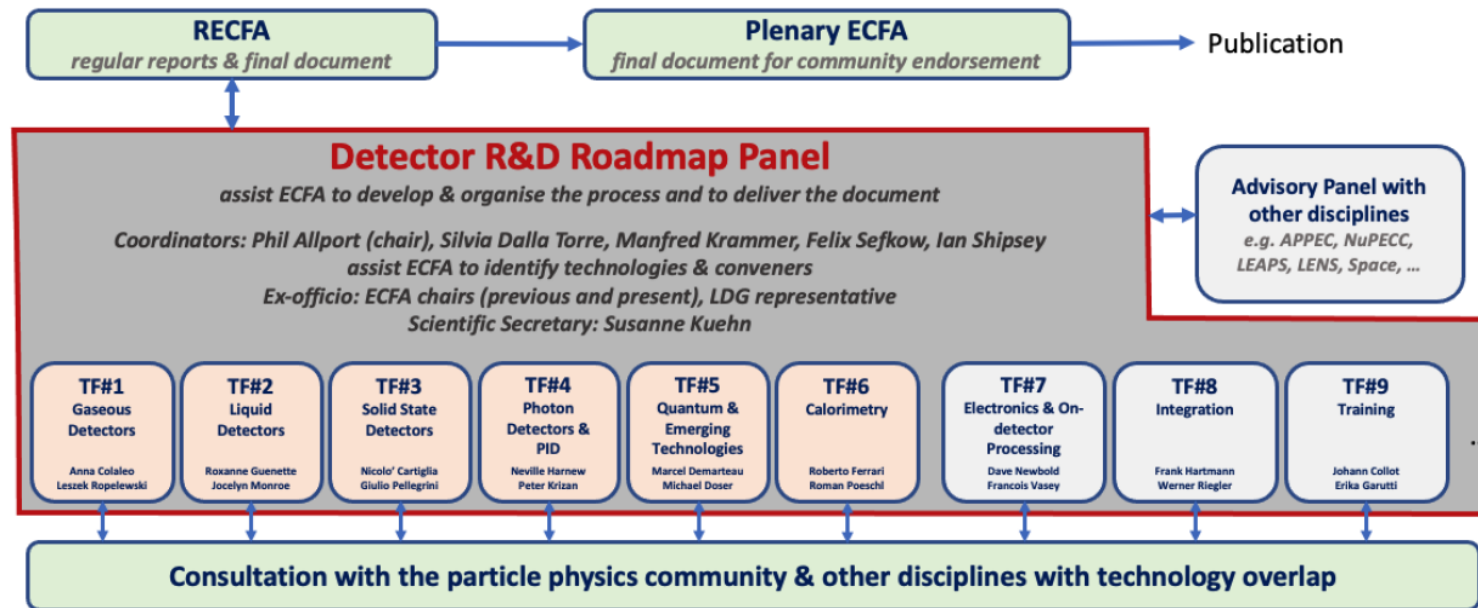 RECFA
regular reports & final document
Plenary ECFA
final document for community endorsement
Publication
Detector R&D Roadmap Panel
assist ECFA to develop & organise the process and to deliver the document
Coordinators: Phil Allport (chair), Silvia Dalla Torre, Manfred Krammer, Felix Sefkow, Ian Shipsey
assist ECFA to identify technologies & conveners
Ex-officio: ECFA chairs (previous and present), LDG representative
Scientific Secretary: Susanne Kuehn
Advisory Panel with
other disciplines
e.g. APPEC, NuPECC,
LEAPS, LENS, Space, ...
TF#1
Gaseous
Detectors
Anna Colaleo
Leszek Ropelewski
TF#2
Liquid
Detectors
Roxanne Guenette
Jocelyn Monroe
TF#3
Solid State
Detectors
Nicolo' Cartiglia
Giulio Pellegrini
TF#4
Photon
Detectors &
PID
Neville Harnew
Peter Krizan
TF#5
Quantum &
Emerging
Technologies
Marcel Demarteau
Michael Doser
TF#6
Calorimetry
Roberto Ferrari
Roman Poeschl
TF#7
Electronics & On-
detector
Processing
Dave Newbold
Francois Vasey
TF#8
Integration
Frank Hartmann
Werner Riegler
TF#9
Training
Johann Collot
Erika Garutti
Consultation with the particle physics community & other disciplines with technology overlap